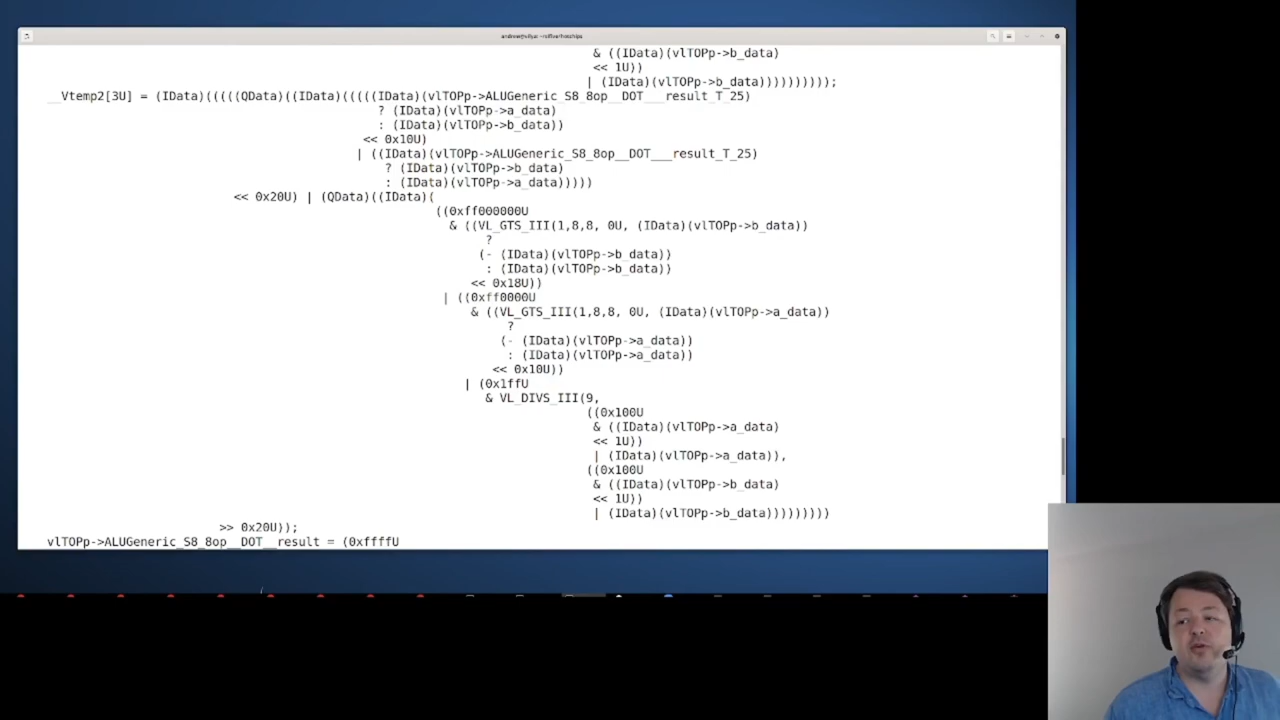 & ((IData)(vlTOPp->b_data)
<< 1U))
| (IData)(vlTOPp->b_data))))))))));
__Vtemp2[3U] = (IData)(((((QData)((IData)(((((IData)(vlTOPp->ALUGeneric_S8_8op__DOT___result_T_25)
? (IData)(vlTOPp->a_data)
: (IData)(vlTOPp->b_data))
<< 0x10U)
| ((IData)(vlTOPp->ALUGeneric_S8_8op__DOT___result_T_25)
? (IData)(vlTOPp->b_data)
: (IData)(vlTOPp->a_data)))))
<< 0x20U) | (QData)((IData)(
((0xff000000U
& ((VL_GTS_III(1,8,8, 0U, (IData)(vlTOPp->b_data))
?
(- (IData)(vlTOPp->b_data))
: (IData)(vlTOPp->b_data))
<< 0x18U))
| ((0xff0000U
& ((VL_GTS_III(1,8,8, 0U, (IData)(vlTOPp->a_data))
?
(- (IData)(vlTOPp->a_data))
: (IData)(vlTOPp->a_data))
<< 0x10U))
| (0x1ffU
& VL_DIVS_III(9,
((0x100U
& ((IData)(vlTOPp->a_data)
<< 1U))
| (IData)(vlTOPp->a_data)),
((0x100U
& ((IData)(vlTOPp->b_data)
<< 1U))
| (IData)(vlTOPp->b_data)))))))))
>> 0x20U));
vlTOPp->ALUGeneric_S8_8op__DOT__result = (0xffffU